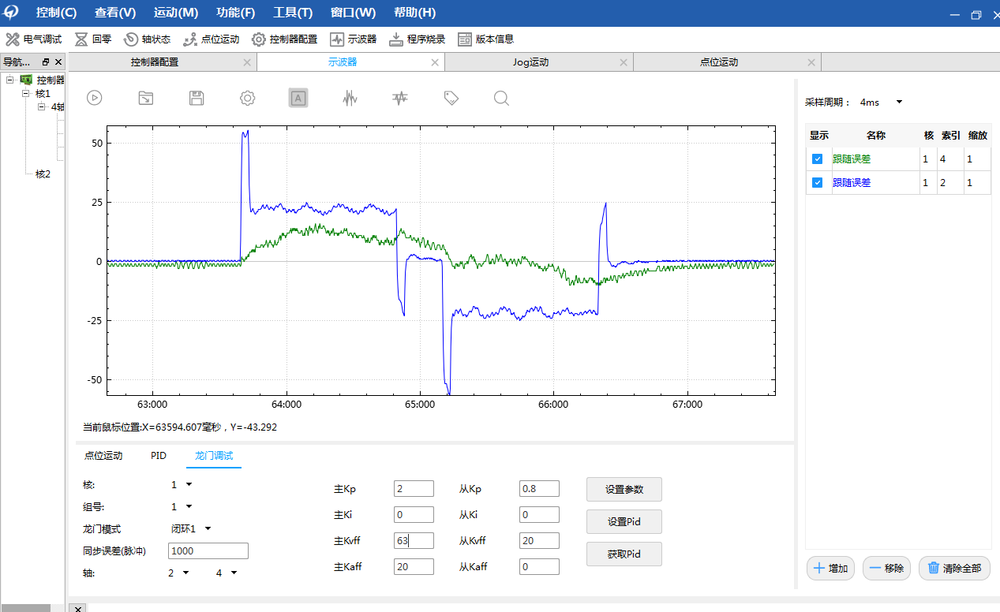 控制(C) 查看(V) 运动(M) 功能(F) 工具(T) 窗口(W) 帮助(H)
电气调试 回零 轴状态 点位运动 控制器配置 示波器 程序烧录 版本信息
导航... 控制器配置 示波器 Jog运动 点位运动
控制器
核1
4轴
核2
A
采样周期： 4ms
显示 名称 核 索引 缩放
跟随误差 1 4 1
跟随误差 1 2 1
50
25
0
-25
-50
63:000 64:000 65:000 66:000 67:000
当前鼠标位置:X=63594.607毫秒，Y=-43.292
点位运动 PID 龙门调试
核: 1 主Kp 2 从Kp 0.8 设置参数
组号: 1 主Ki 0 从Ki 0 设置Pid
龙门模式 闭环1 主Kvff 63 从Kvff 20 获取Pid
同步误差(脉冲) 1000 主Kaff 20 从Kaff 0
轴: 2 4
增加 移除 清除全部